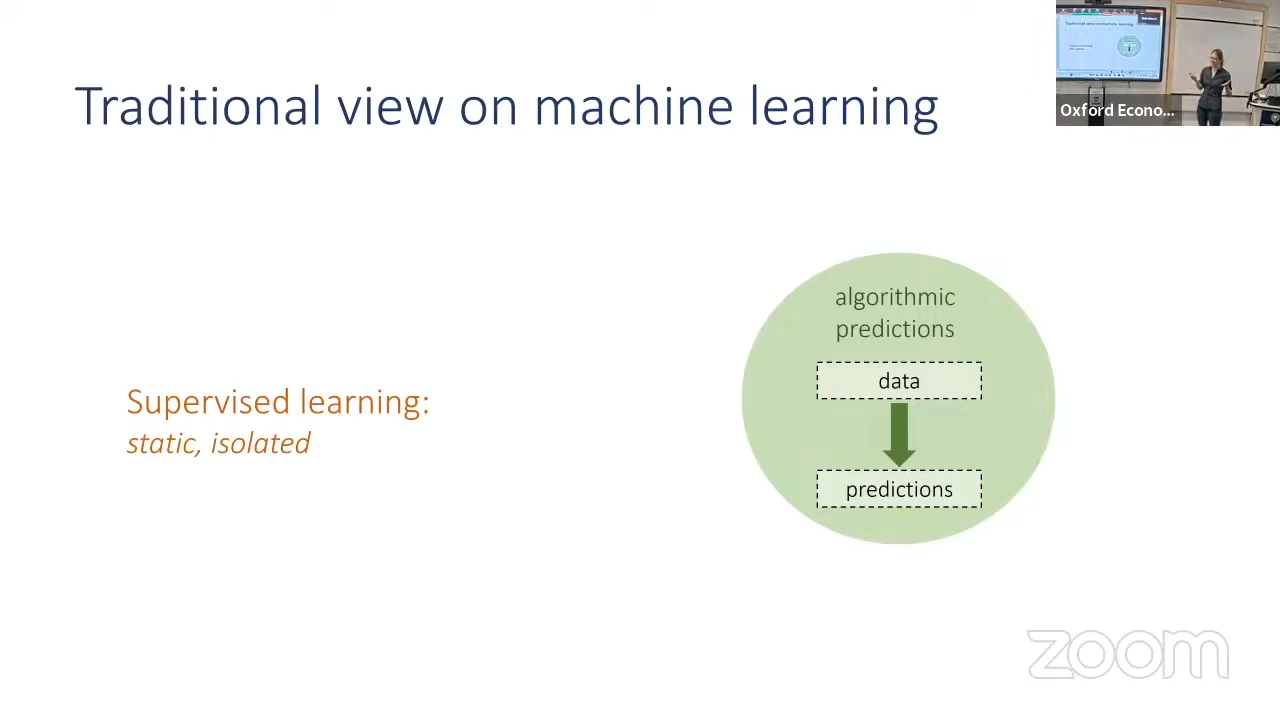 Traditional view on machine learning
Oxford Econo...
algorithmic
predictions
data
Supervised learning:
static, isolated
predictions
zoom